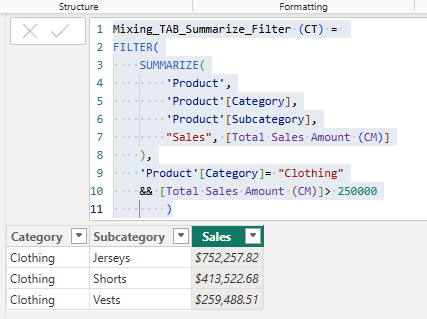 Structure Formatting
1 Mixing_TAB_Summarize_Filter (CT) =
2 FILTER(
3 SUMMARIZE(
4 'Product',
5 'Product'[Category],
6 'Product'[Subcategory],
7 "Sales", [Total Sales Amount (CM)]
8 ),
9 'Product'[Category]= "Clothing"
10 && [Total Sales Amount (CM)]> 250000
11 )
Category Subcategory Sales
Clothing Jerseys $752,257.82
Clothing Shorts $413,522.68
Clothing Vests $259,488.51